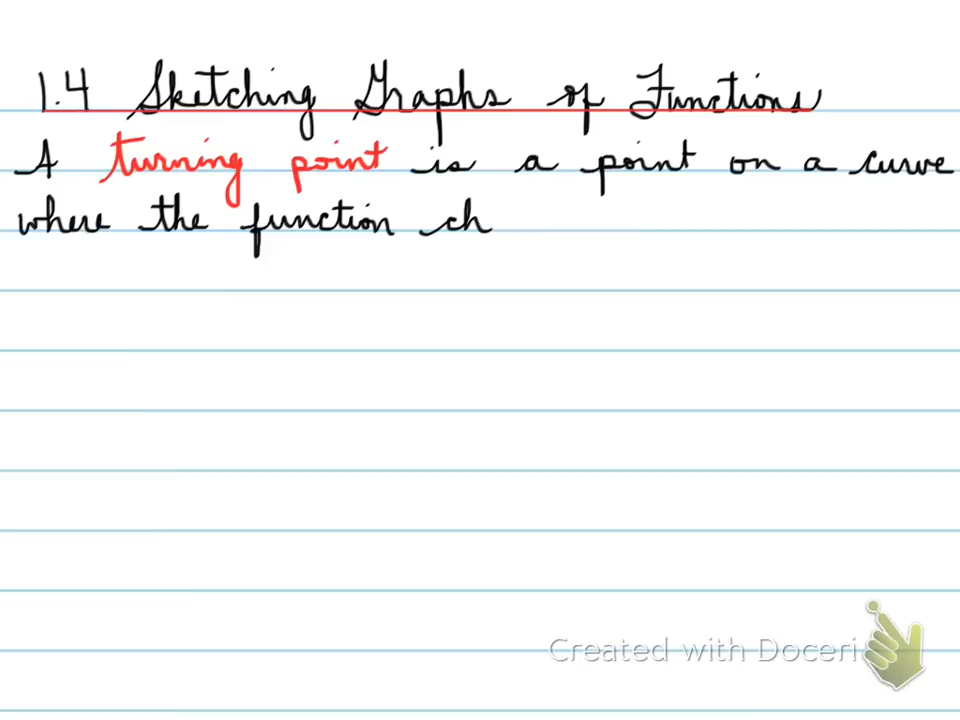 1.4 Sketching Graphs of Functions
A turning point is a point on a curve
where the function ch
Created with Doceri